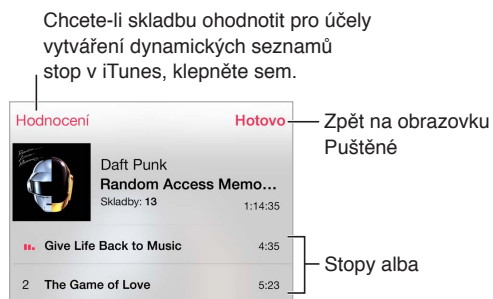 Chcete-li skladbu ohodnotit pro účely
vytváření dynamických seznamů
stop v iTunes, klepněte sem.
Hodnocení
Hotovo
Zpět na obrazovku
Puštěné
Daft Punk
Random Access Memo...
Skladby: 13
1:14:35
Give Life Back to Music
4:35
Stopy alba
2 The Game of Love
5:23